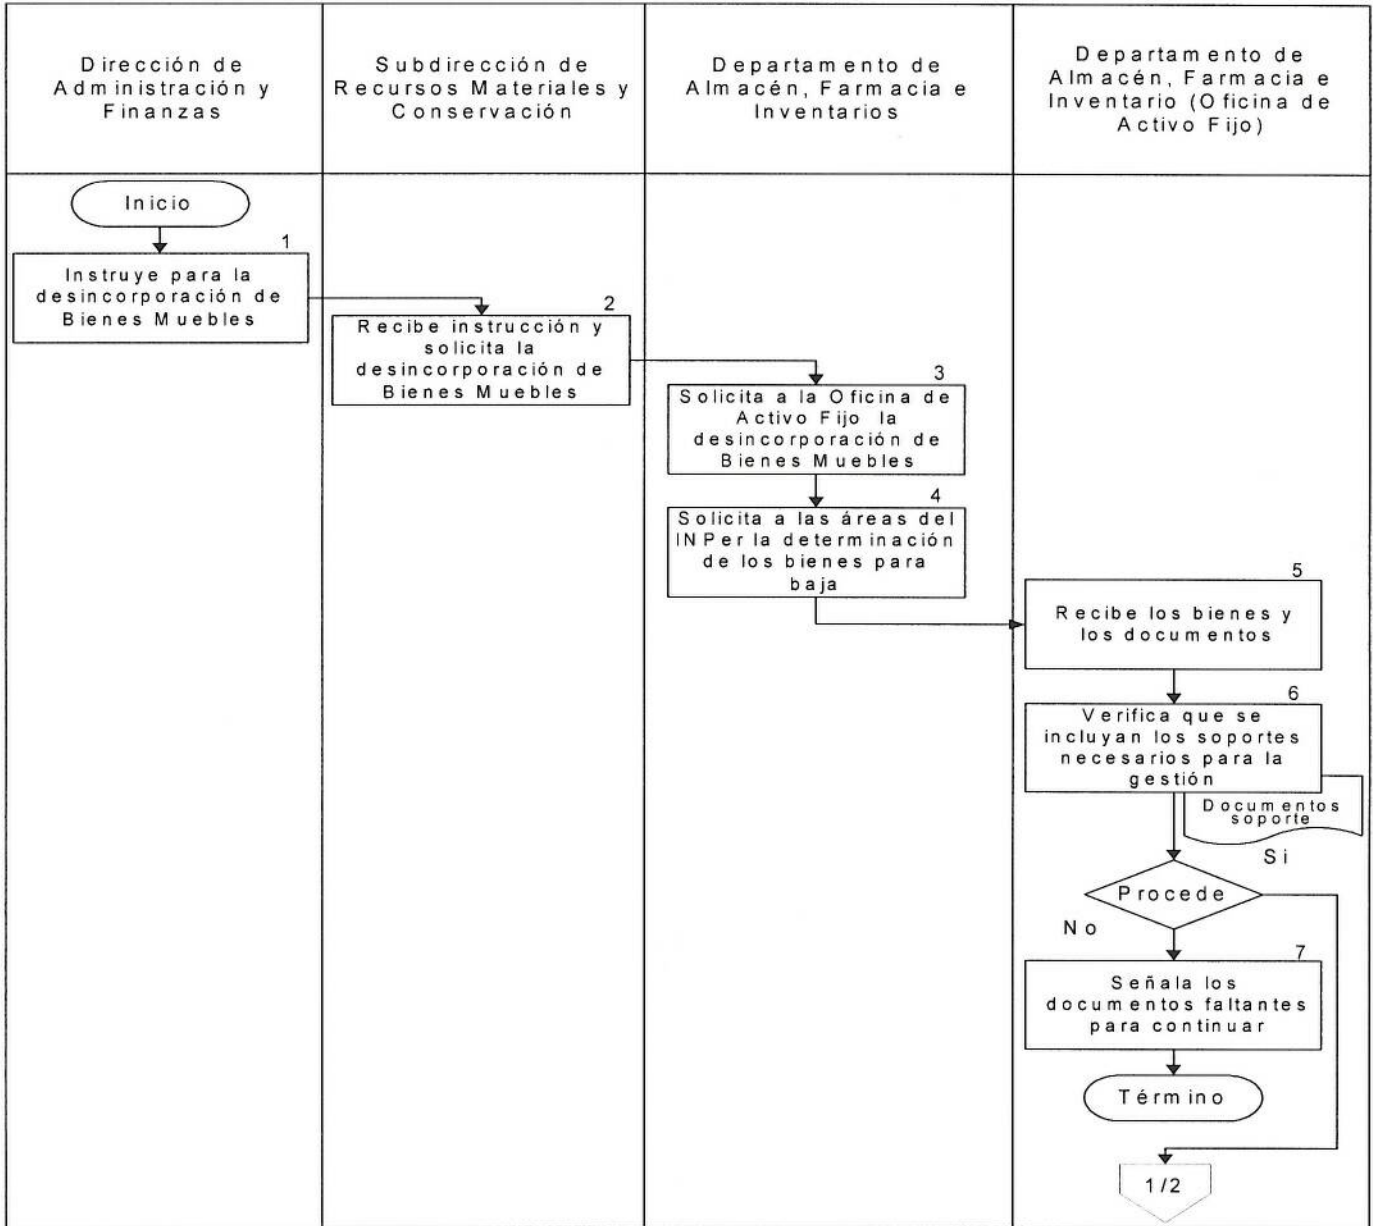 Dirección de
Administración y
Finanzas
Subdirección de
Recursos Materiales y
Conservación
Departamento de
Almacén, Farmacia e
Inventarios
Departamento de
Almacén, Farmacia e
Inventario (Oficina de
Activo Fijo)
Inicio
1
Instruye para la
desincorporación de
Bienes Muebles
2
Recibe instrucción y
solicita la
desincorporación de
Bienes Muebles
3
Solicita a la Oficina de
Activo Fijo la
desincorporación de
Bienes Muebles
4
Solicita a las áreas del
INPer la determinación
de los bienes para
baja
5
Recibe los bienes y
los documentos
6
Verifica que se
incluyan los soportes
necesarios para la
gestión
Documentos
soporte
Si
Procede
No
7
Señala los
documentos faltantes
para continuar
Término
1/2